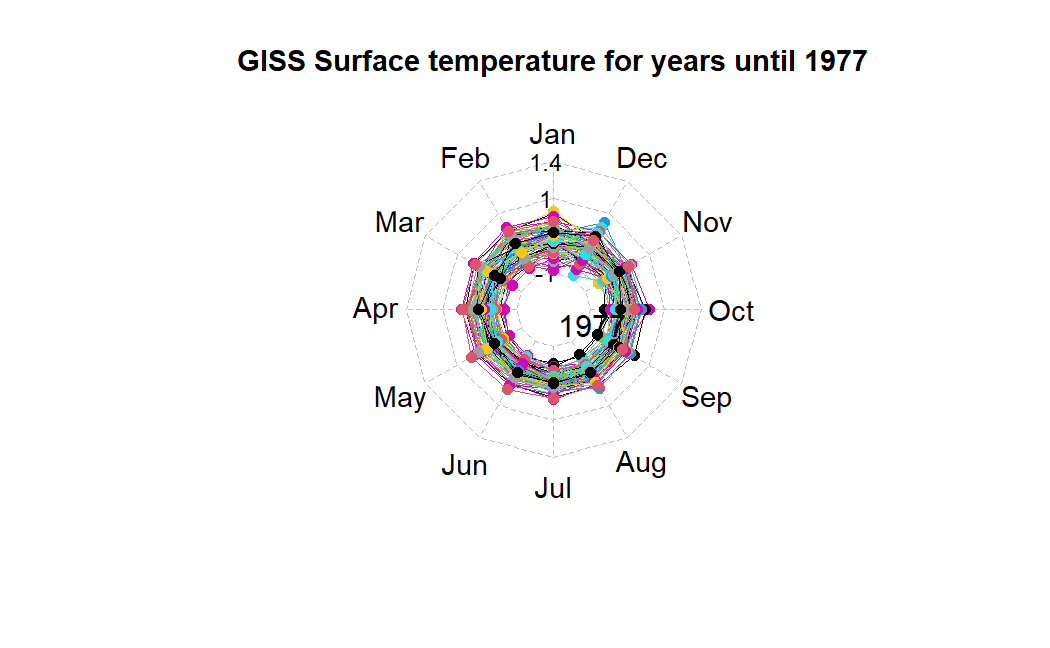 GISS Surface temperature for years until 1977
Jan
Feb
1.4
Dec
Mar
1
Nov
-1
Apr
1977
Oct
May
Sep
Jun
Aug
Jul